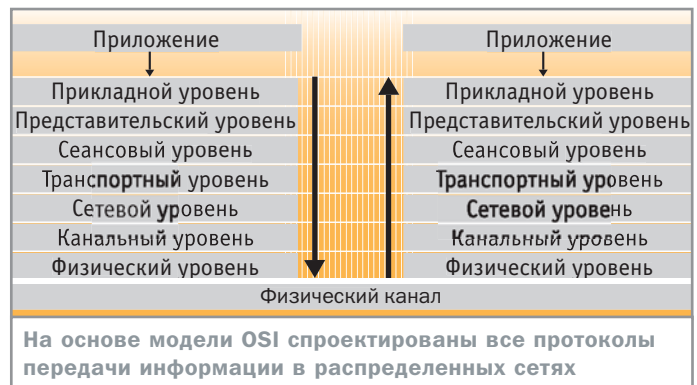 Приложение
Прикладной уровень
Представительский уровень
Сеансовый уровень
Транспортный уровень
Сетевой уровень
Канальный уровень
Физический уровень
Приложение
Прикладной уровень
Представительский уровень
Сеансовый уровень
Транспортный уровень
Сетевой уровень
Канальный уровень
Физический уровень
Физический канал
На основе модели OSI спроектированы все протоколы
передачи информации в распределенных сетях